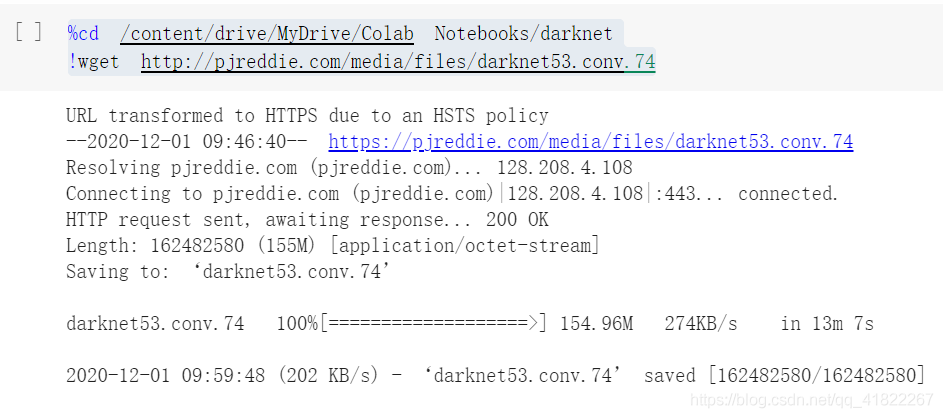 [ ] %cd /content/drive/MyDrive/Colab Notebooks/darknet
!wget http://pjreddie.com/media/files/darknet53.conv.74
URL transformed to HTTPS due to an HSTS policy
--2020-12-01 09:46:40-- https://pjreddie.com/media/files/darknet53.conv.74
Resolving pjreddie.com (pjreddie.com)... 128.208.4.108
Connecting to pjreddie.com (pjreddie.com)|128.208.4.108|:443... connected.
HTTP request sent, awaiting response... 200 OK
Length: 162482580 (155M) [application/octet-stream]
Saving to: ‘darknet53.conv.74’
darknet53.conv.74 100%[===================>] 154.96M 274KB/s in 13m 7s
2020-12-01 09:59:48 (202 KB/s) - ‘darknet53.conv.74’ saved [162482580/162482580]
https://blog.csdn.net/qq_41822267